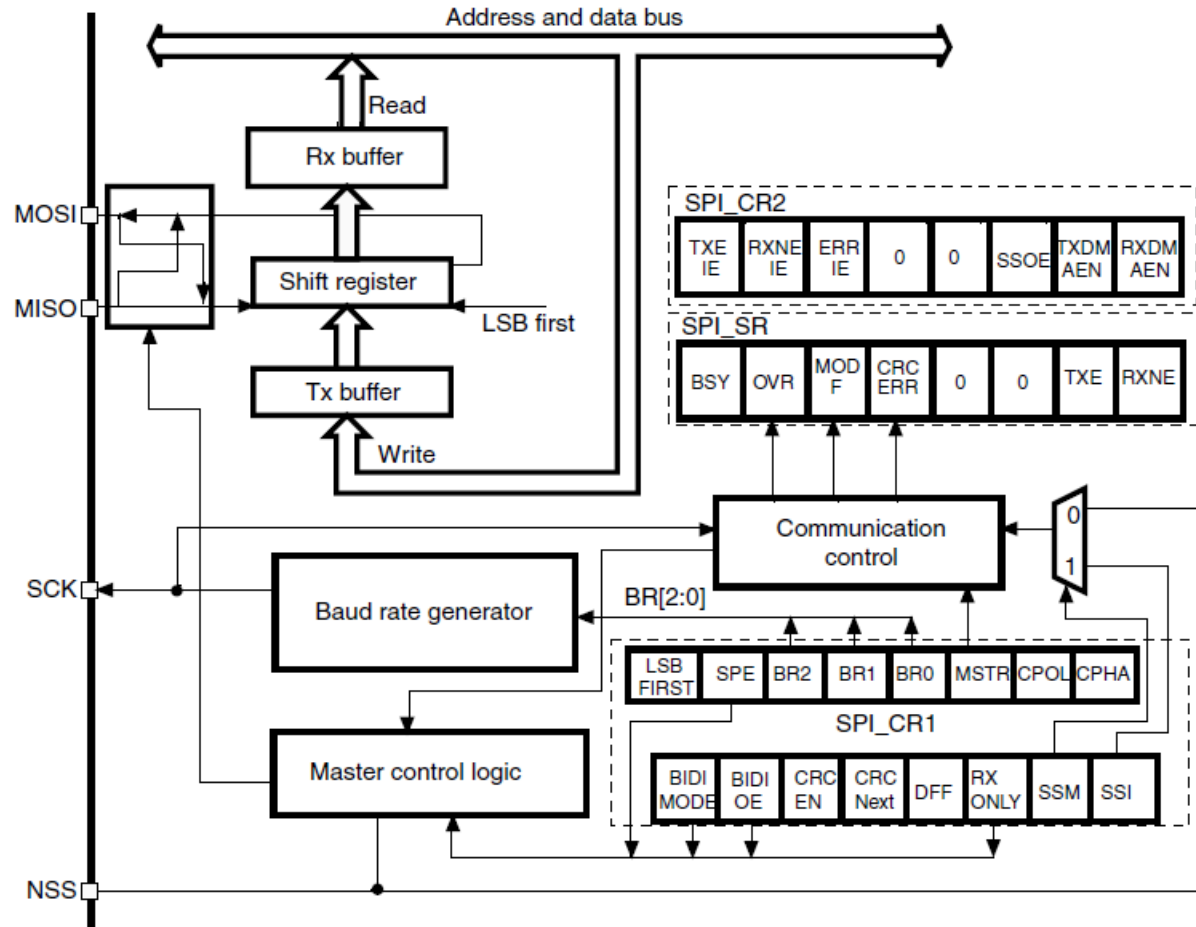 Address and data bus
Read
Rx buffer
MOSI
SPI_CR2
TXE
IE
RXNE
IE
ERR
IE
0
0
SSOE
TXDM
AEN
RXDM
AEN
Shift register
MISO
LSB first
SPI_SR
BSY
OVR
MOD
F
CRC
ERR
0
0
TXE
RXNE
Tx buffer
Write
Communication
control
0
1
SCK
Baud rate generator
BR[2:0]
LSB
FIRST
SPE
BR2
BR1
BR0
MSTR
CPOL
CPHA
SPI_CR1
Master control logic
BIDI
MODE
BIDI
OE
CRC
EN
CRC
Next
DFF
RX
ONLY
SSM
SSI
NSS